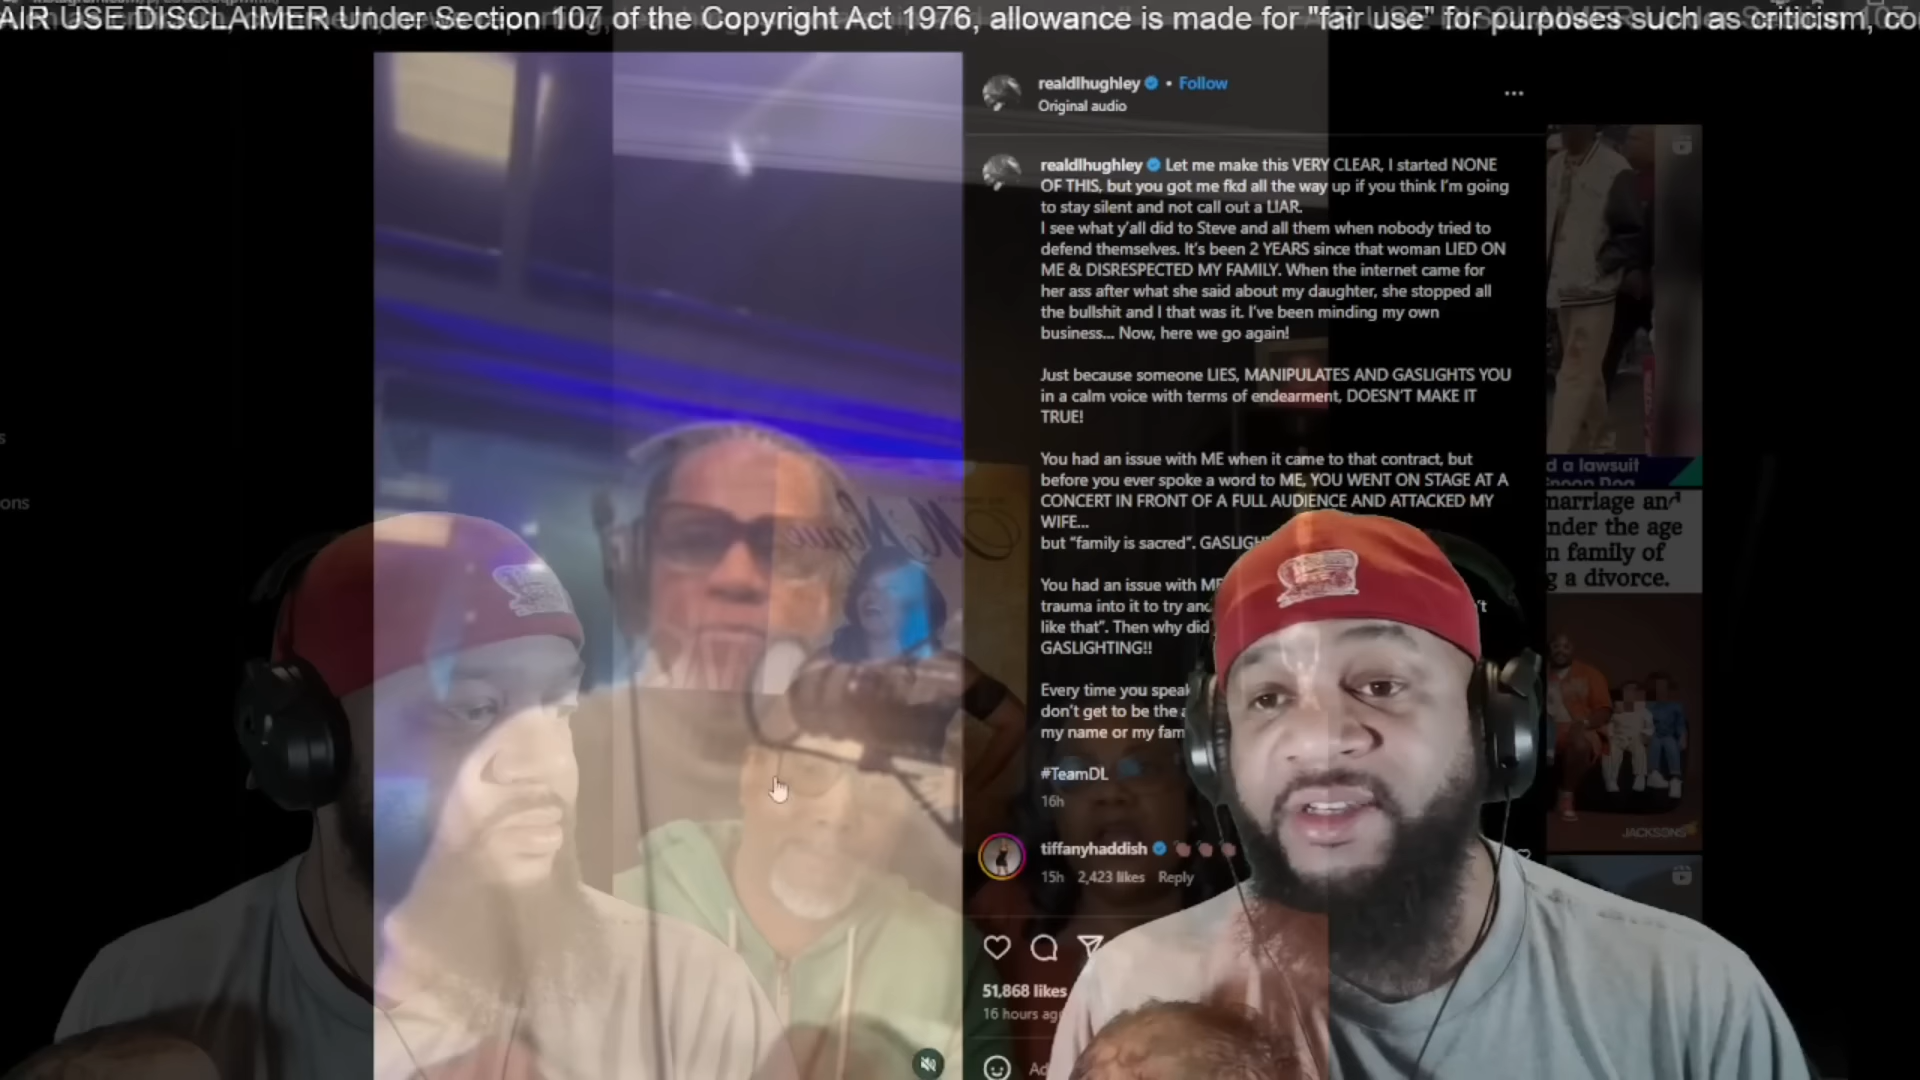 AIR USE DISCLAIMER Under Section 107 of the Copyright Act 1976, allowance is made for "fair use" for purposes such as criticism, co
realdlhughley • Follow
Original audio
realdlhughley Let me make this VERY CLEAR, I started NONE
OF THIS, but you got me fkd all the way up if you think I'm going
to stay silent and not call out a LIAR.
I see what y'all did to Steve and all them when nobody tried to
defend themselves. It's been 2 YEARS since that woman LIED ON
ME & DISRESPECTED MY FAMILY. When the internet came for
her ass after what she said about my daughter, she stopped all
the bullshit and I that was it. I've been minding my own
business... Now, here we go again!
Just because someone LIES, MANIPULATES AND GASLIGHTS YOU
in a calm voice with terms of endearment, DOESN'T MAKE IT
TRUE!
You had an issue with ME when it came to that contract, but
before you ever spoke a word to ME, YOU WENT ON STAGE AT A
CONCERT IN FRONT OF A FULL AUDIENCE AND ATTACKED MY
WIFE...
but "family is sacred". GASLIGH
You had an issue with ME
trauma into it to try and 't
like that". Then why did
GASLIGHTING!!
Every time you speak
don't get to be the a
my name or my fam
#TeamDL
16h
tiffanyhaddish
15h 2,423 likes Reply
51,868 likes
16 hours ag
Ad
d a lawsuit
Snoop Dog
marriage and
nder the age
n family of
g a divorce.
JACKSONS
s
ons